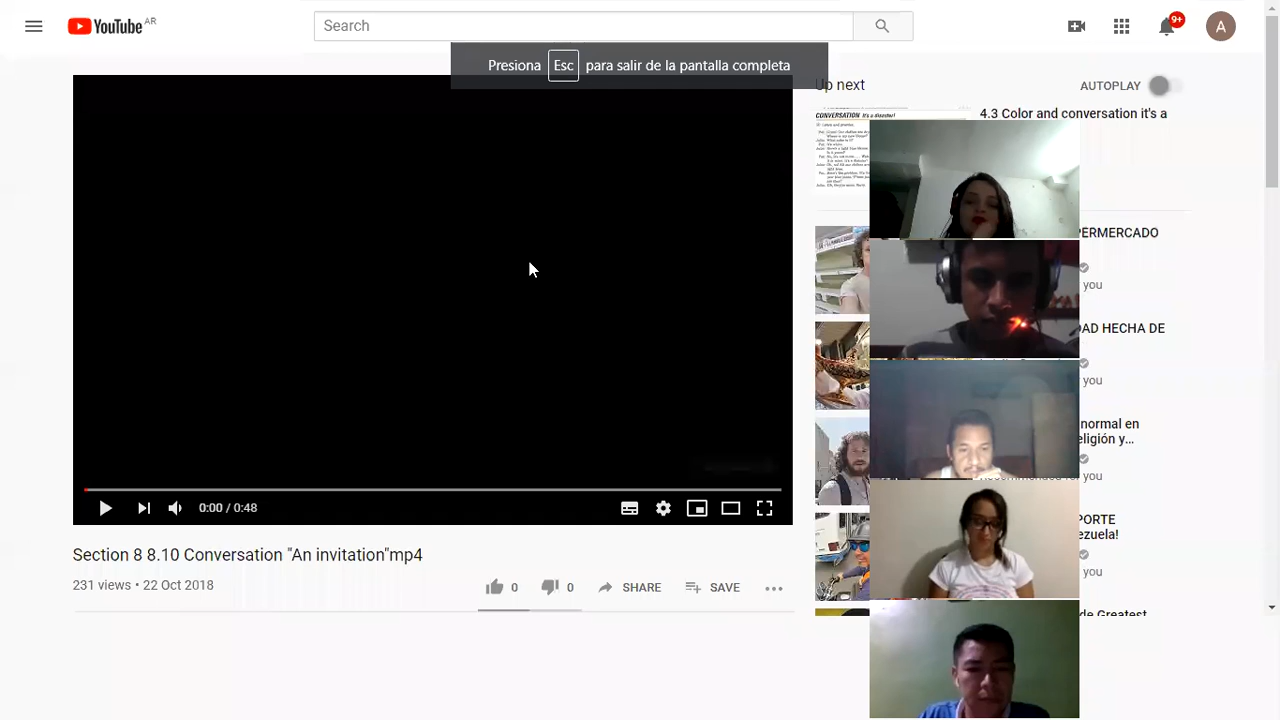 YouTube AR
Search
9+
A
Presiona Esc para salir de la pantalla completa
Up next
AUTOPLAY
4.3 Color and conversation it's a
CONVERSATION It's a disaster!
PERMERCADO
you
DAD HECHA DE
you
normal en
eligión y...
you
PORTE
ezuela!
you
de Greatest
0:00 / 0:48
Section 8 8.10 Conversation "An invitation"mp4
231 views • 22 Oct 2018
0
0
SHARE
SAVE